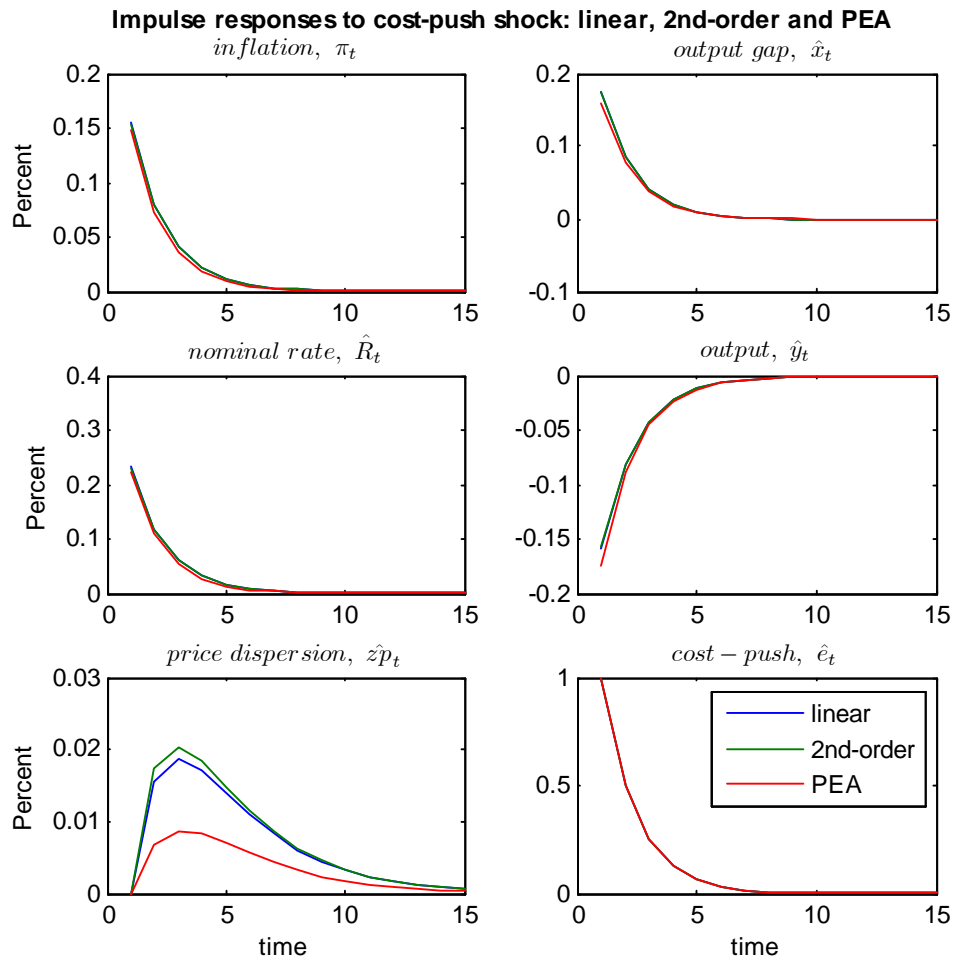 Impulse responses to cost-push shock: linear, 2nd-order and PEA
inflation, π_t
output gap, x̂_t
0.2
0.15
0.1
0.05
0
Percent
0 5 10 15
0.2
0.1
0
-0.1
0 5 10 15
nominal rate, R̂_t
output, ŷ_t
0.4
0.3
0.2
0.1
0
Percent
0 5 10 15
0
-0.05
-0.1
-0.15
-0.2
0 5 10 15
price dispersion, ẑp_t
cost − push, ê_t
0.03
0.02
0.01
0
Percent
0 5 10 15
time
1
0.5
0
linear
2nd-order
PEA
0 5 10 15
time